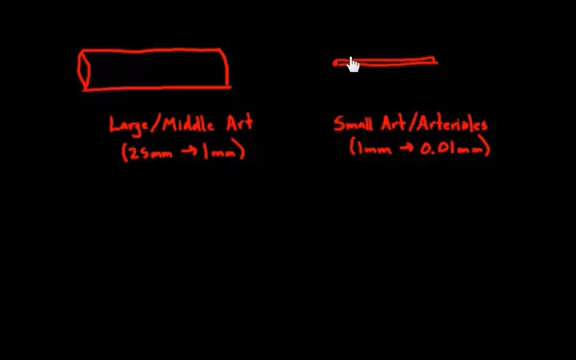 Large/Middle Art
(25mm → 1mm)
Small Art/Arterioles
(1mm → 0.01mm)